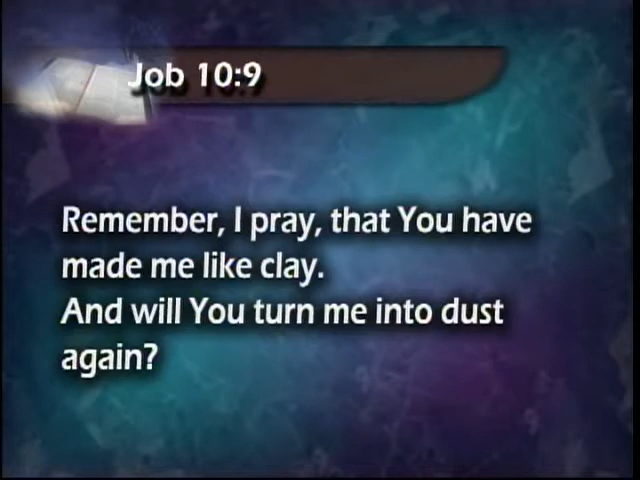 Job 10:9
Remember, I pray, that You have
made me like clay.
And will You turn me into dust
again?